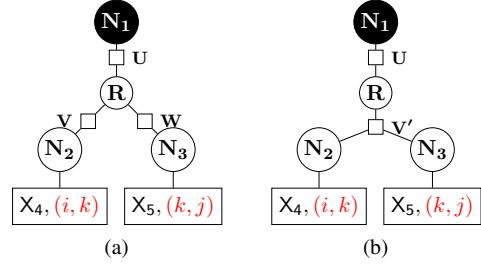 N₁ N₁
U U
R R
V W V′
N₂ N₃ N₂ N₃
X₄, (i, k) X₅, (k, j) X₄, (i, k) X₅, (k, j)
(a) (b)